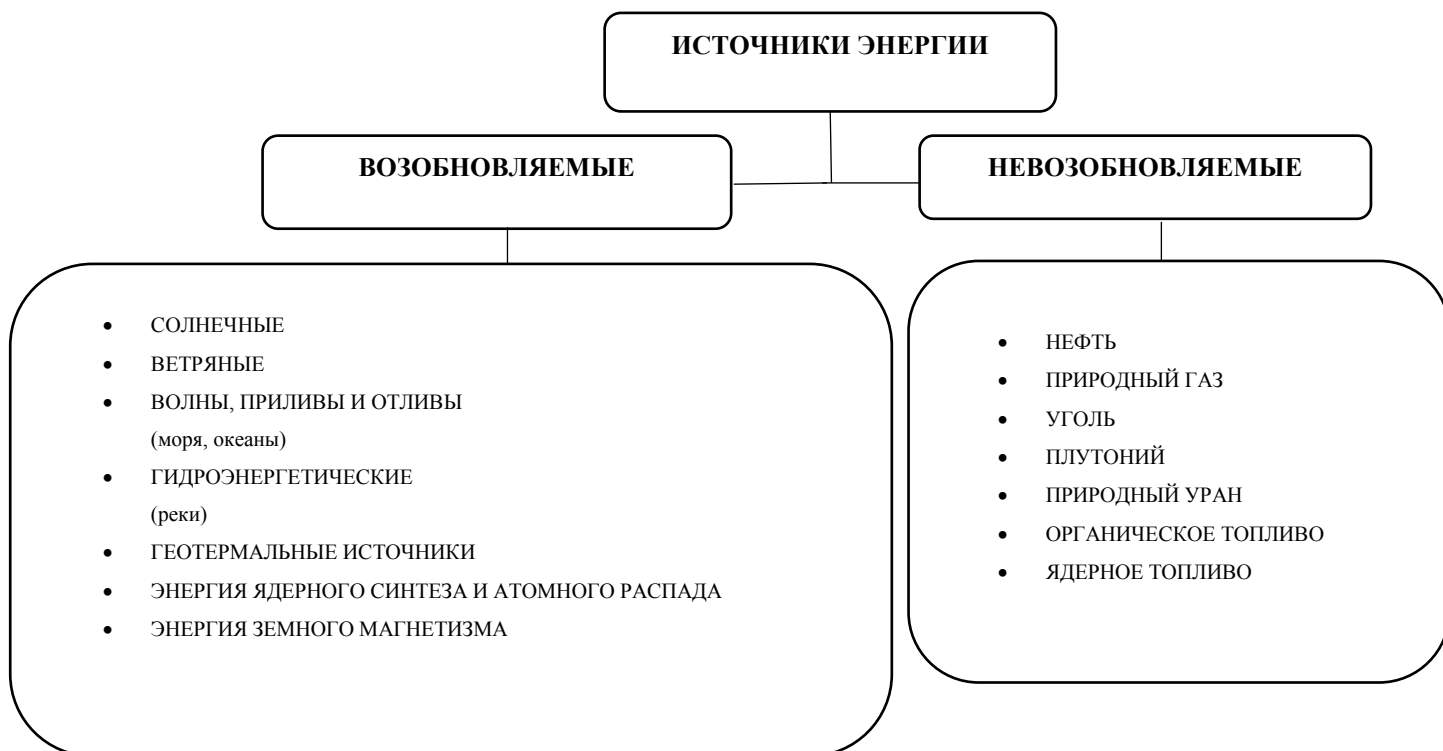 ИСТОЧНИКИ ЭНЕРГИИ
ВОЗОБНОВЛЯЕМЫЕ
НЕВОЗОБНОВЛЯЕМЫЕ
• СОЛНЕЧНЫЕ
• ВЕТРЯНЫЕ
• ВОЛНЫ, ПРИЛИВЫ И ОТЛИВЫ
(моря, океаны)
• ГИДРОЭНЕРГЕТИЧЕСКИЕ
(реки)
• ГЕОТЕРМАЛЬНЫЕ ИСТОЧНИКИ
• ЭНЕРГИЯ ЯДЕРНОГО СИНТЕЗА И АТОМНОГО РАСПАДА
• ЭНЕРГИЯ ЗЕМНОГО МАГНЕТИЗМА
• НЕФТЬ
• ПРИРОДНЫЙ ГАЗ
• УГОЛЬ
• ПЛУТОНИЙ
• ПРИРОДНЫЙ УРАН
• ОРГАНИЧЕСКОЕ ТОПЛИВО
• ЯДЕРНОЕ ТОПЛИВО